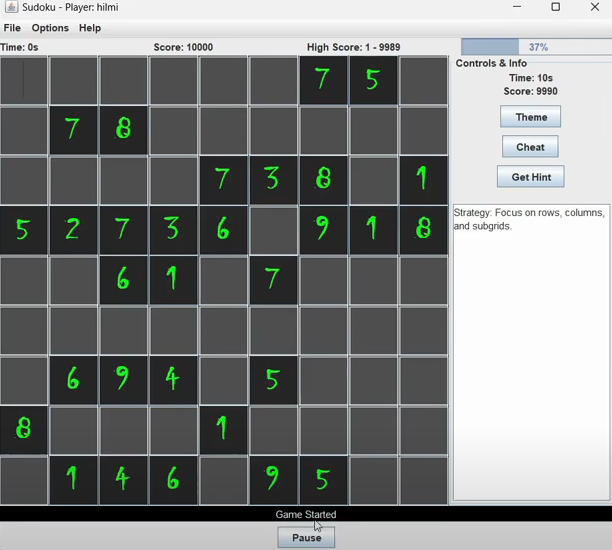 Sudoku - Player: hilmi
File Options Help
Time: 0s Score: 10000 High Score: 1 - 9989 37%
Controls & Info
Time: 10s
Score: 9990
Theme
Cheat
Get Hint
Strategy: Focus on rows, columns,
and subgrids.
7 5
7 8
7 3 8 1
5 2 7 3 6 9 1 8
6 1 7
6 9 4 5
8 1
1 4 6 9 5
Game Started
Pause